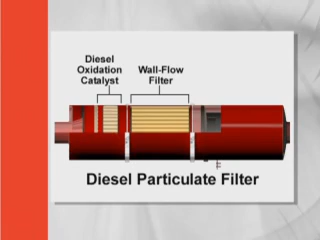 Diesel
Oxidation
Catalyst
Wall-Flow
Filter
Diesel Particulate Filter